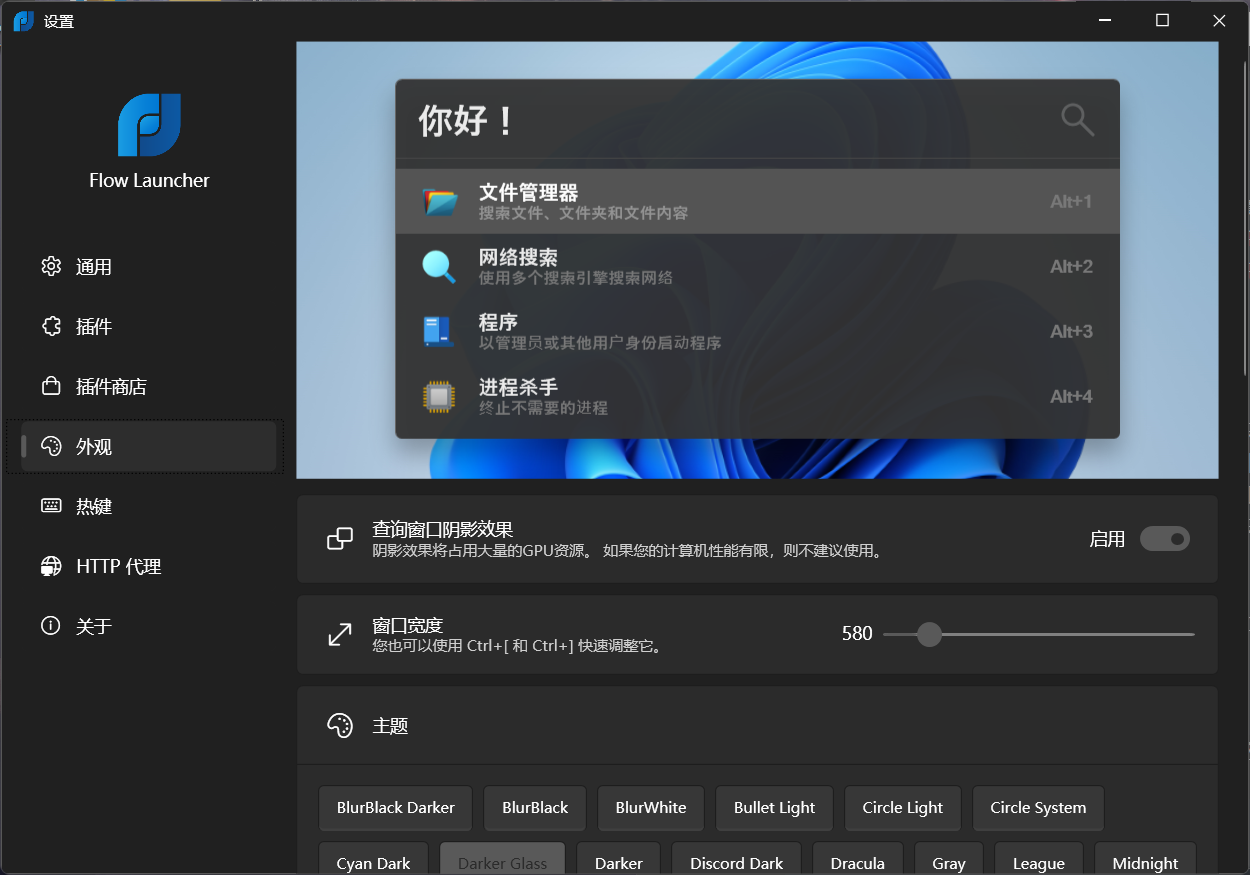 设置
Flow Launcher
通用
插件
插件商店
外观
热键
HTTP 代理
关于
你好！
文件管理器
搜索文件、文件夹和文件内容
Alt+1
网络搜索
使用多个搜索引擎搜索网络
Alt+2
程序
以管理员或其他用户身份启动程序
Alt+3
进程杀手
终止不需要的进程
Alt+4
查询窗口阴影效果
阴影效果将占用大量的GPU资源。 如果您的计算机性能有限，则不建议使用。
启用
窗口宽度
您也可以使用 Ctrl+[ 和 Ctrl+] 快速调整它。
580
主题
BlurBlack Darker
BlurBlack
BlurWhite
Bullet Light
Circle Light
Circle System
Cyan Dark
Darker Glass
Darker
Discord Dark
Dracula
Gray
League
Midnight